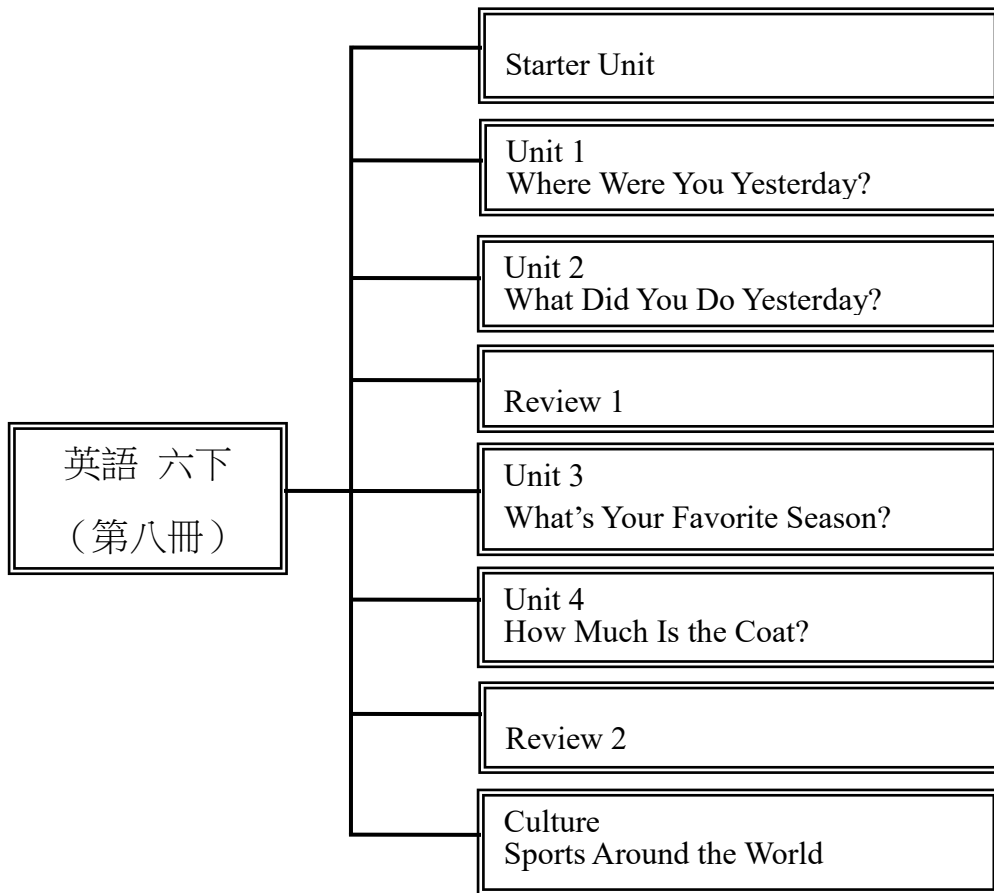 英語 六下
（第八冊）
Starter Unit
Unit 1
Where Were You Yesterday?
Unit 2
What Did You Do Yesterday?
Review 1
Unit 3
What’s Your Favorite Season?
Unit 4
How Much Is the Coat?
Review 2
Culture
Sports Around the World